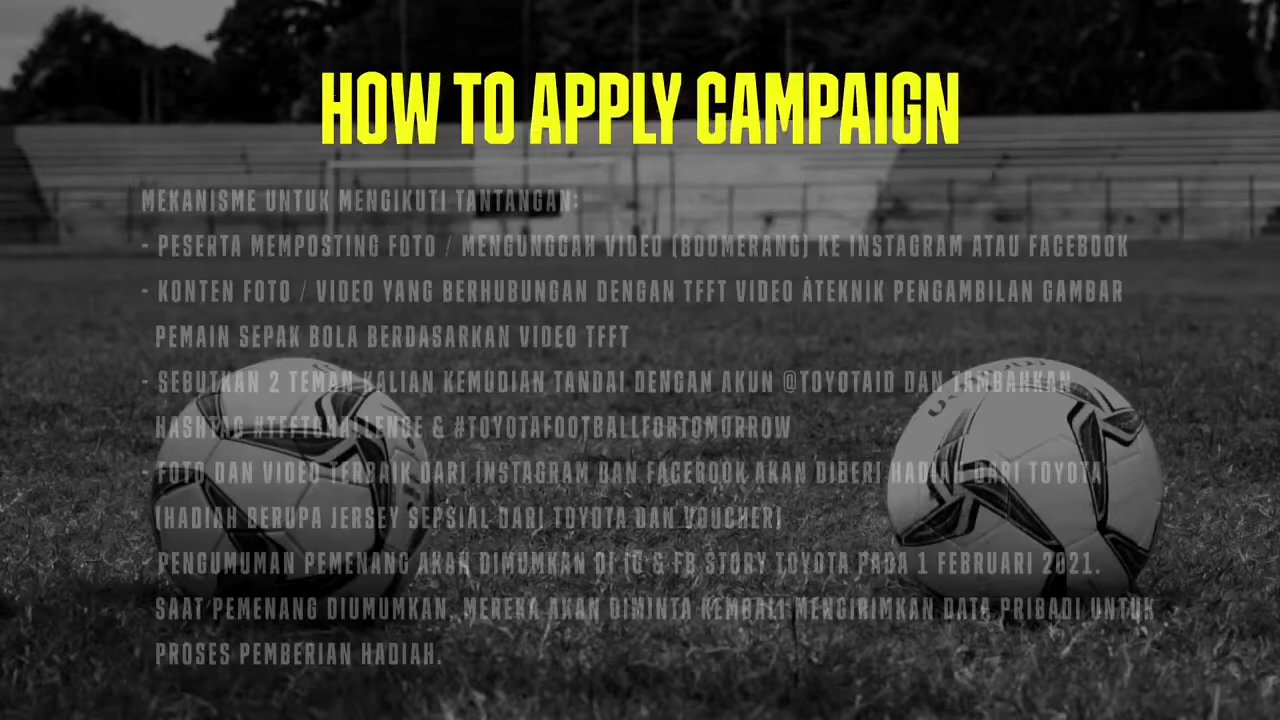 HOW TO APPLY CAMPAIGN
MEKANISME UNTUK MENGIKUTI TANTANGAN:
- PESERTA MEMPOSTING FOTO / MENGUNGGAH VIDEO (BOOMERANG) KE INSTAGRAM ATAU FACEBOOK
- KONTEN FOTO / VIDEO YANG BERHUBUNGAN DENGAN TFFT VIDEO ÀTEKNIK PENGAMBILAN GAMBAR
PEMAIN SEPAK BOLA BERDASARKAN VIDEO TFFT
- SEBUTKAN 2 TEMAN KALIAN KEMUDIAN TANDAI DENGAN AKUN @TOYOTAID DAN TAMBAHKAN
HASHTAG & #TOYOTAFOOTBALLFORTOMORROW
- FOTO DAN VIDEO TERBAIK DARI INSTAGRAM DAN FACEBOOK AKAN DIBERI HADIAH DARI TOYOTA
(HADIAH BERUPA JERSEY SEPSIAL DARI TOYOTA DAN VOUCHER)
- PENGUMUMAN PEMENANG AKAN DIMUMKAN DI IG & FB STORY TOYOTA PADA 1 FEBRUARI 2021.
SAAT PEMENANG DIUMUMKAN, MEREKA AKAN DIMINTA KEMBALI MENGIRIMKAN DATA PRIBADI UNTUK
PROSES PEMBERIAN HADIAH.